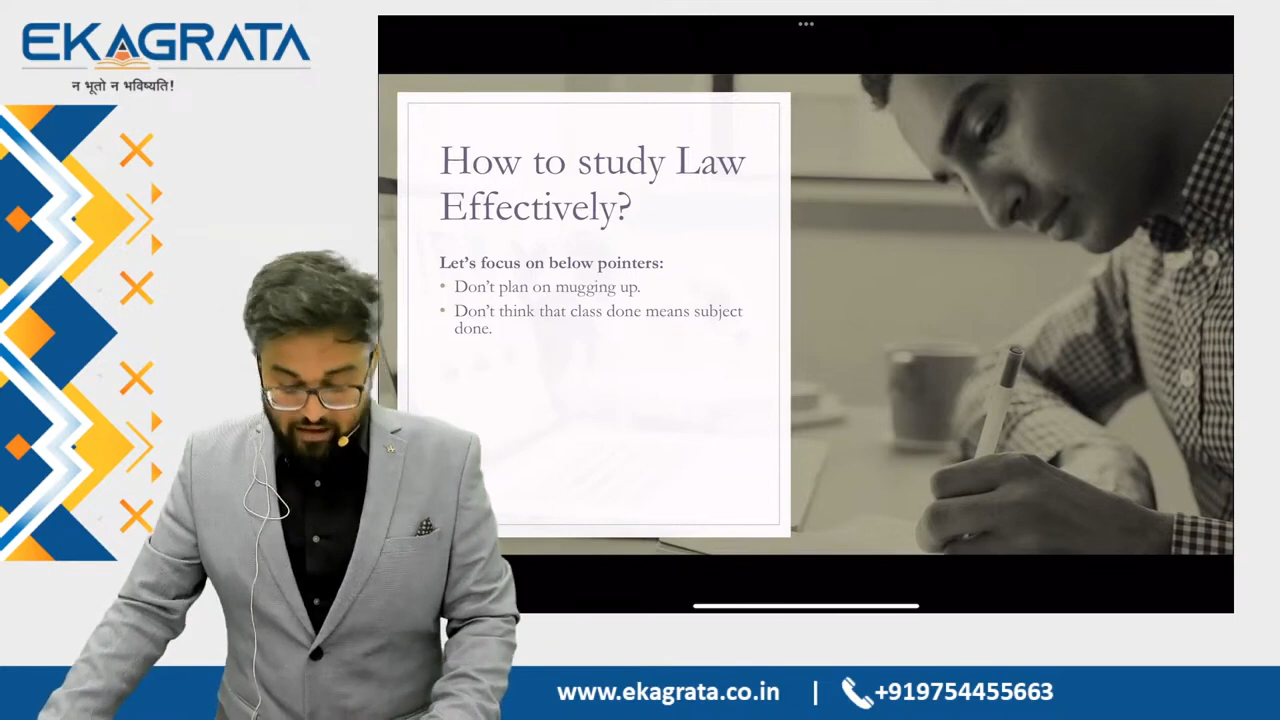 EKAGRATA
न भूतो न भविष्यति!
How to study Law
Effectively?
Let's focus on below pointers:
• Don't plan on mugging up.
• Don't think that class done means subject
done.
www.ekagrata.co.in | +919754455663